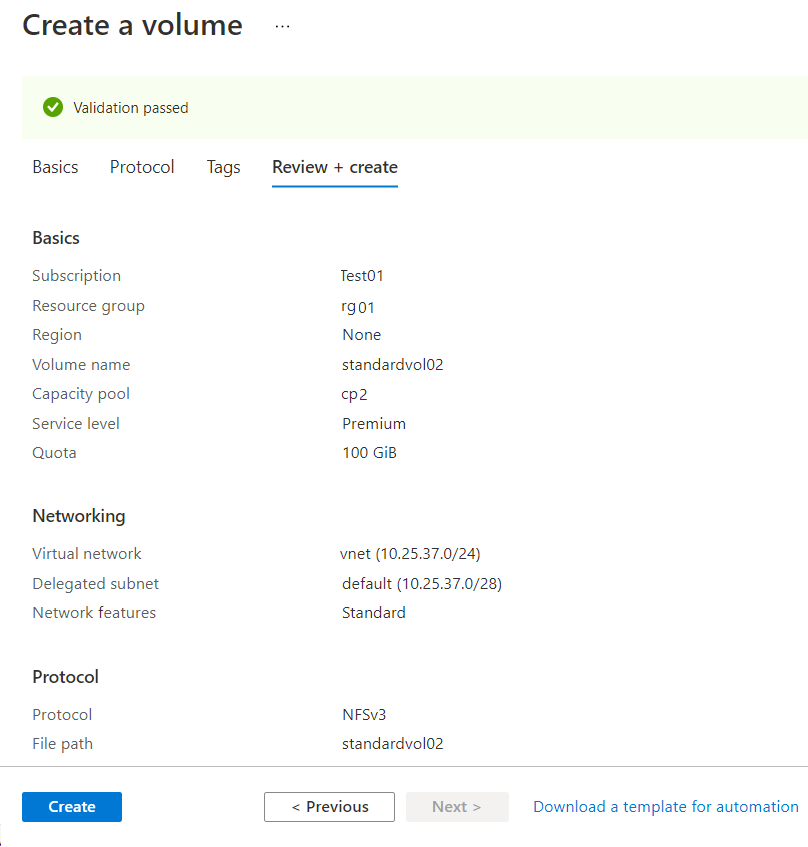 Create a volume ...
Validation passed
Basics Protocol Tags Review + create
Basics
Subscription Test01
Resource group rg01
Region None
Volume name standardvol02
Capacity pool cp2
Service level Premium
Quota 100 GiB
Networking
Virtual network vnet (10.25.37.0/24)
Delegated subnet default (10.25.37.0/28)
Network features Standard
Protocol
Protocol NFSv3
File path standardvol02
Create < Previous Next > Download a template for automation